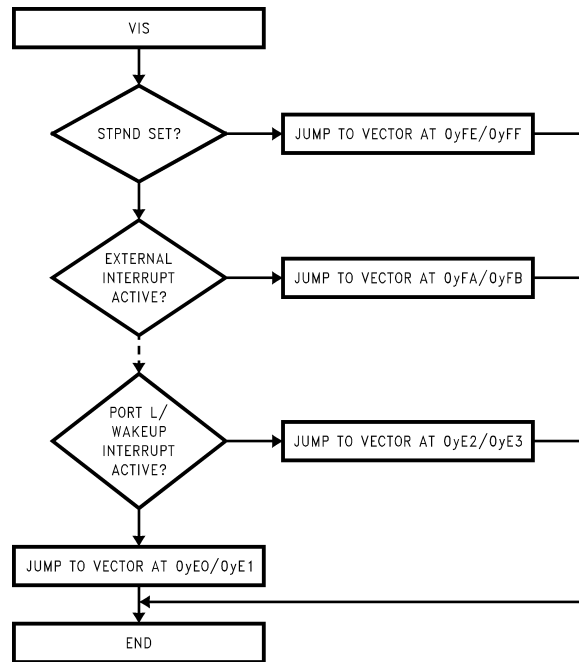 VIS
STPND SET?
JUMP TO VECTOR AT 0yFE/0yFF
EXTERNAL
INTERRUPT
ACTIVE?
JUMP TO VECTOR AT 0yFA/0yFB
PORT L/
WAKEUP
INTERRUPT
ACTIVE?
JUMP TO VECTOR AT 0yE2/0yE3
JUMP TO VECTOR AT 0yE0/0yE1
END